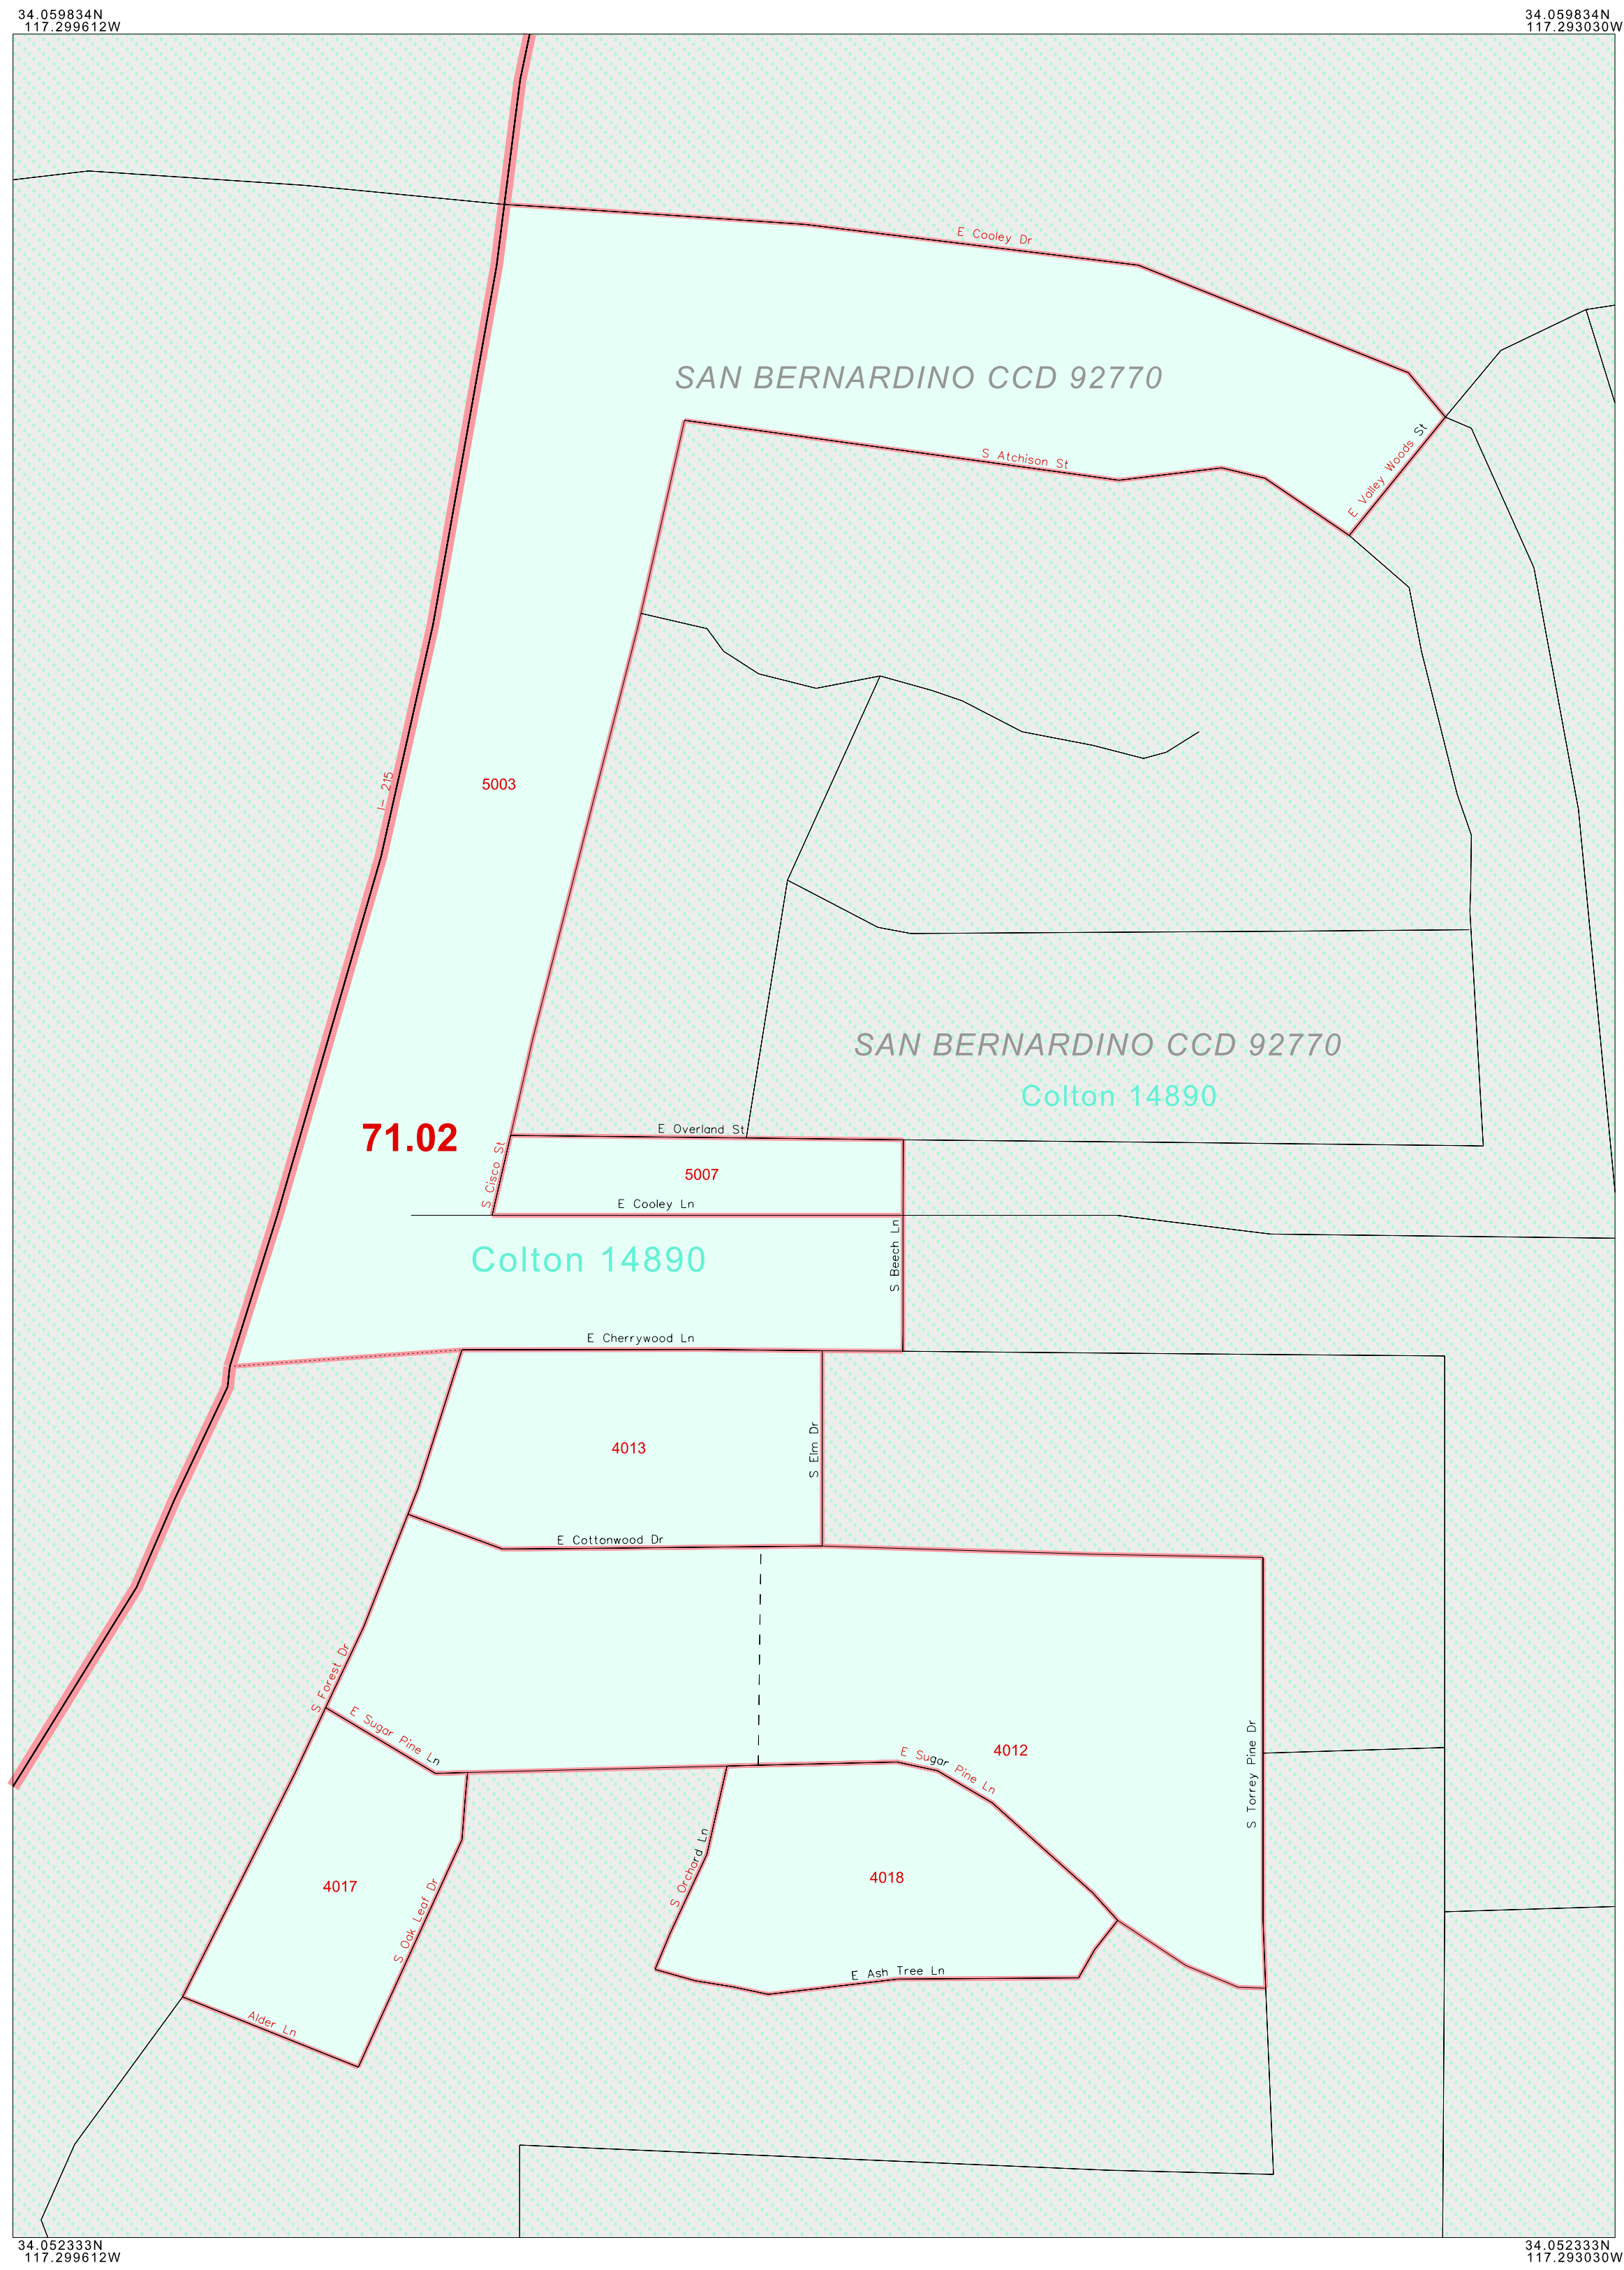 34.059834N
117.299612W
34.059834N
117.293030W
E Cooley Dr
SAN BERNARDINO CCD 92770
E Valley Woods St
S Atchison St
I- 215
5003
SAN BERNARDINO CCD 92770
Colton 14890
71.02
E Overland St
S Cisco St
5007
E Cooley Ln
Colton 14890
S Beech Ln
E Cherrywood Ln
4013
S Elm Dr
E Cottonwood Dr
S Forest Dr
E Sugar Pine Ln
E Sugar Pine Ln
4012
S Torrey Pine Dr
S Orchard Ln
4018
4017
S Oak Leaf Dr
E Ash Tree Ln
Alder Ln
34.052333N
117.299612W
34.052333N
117.293030W